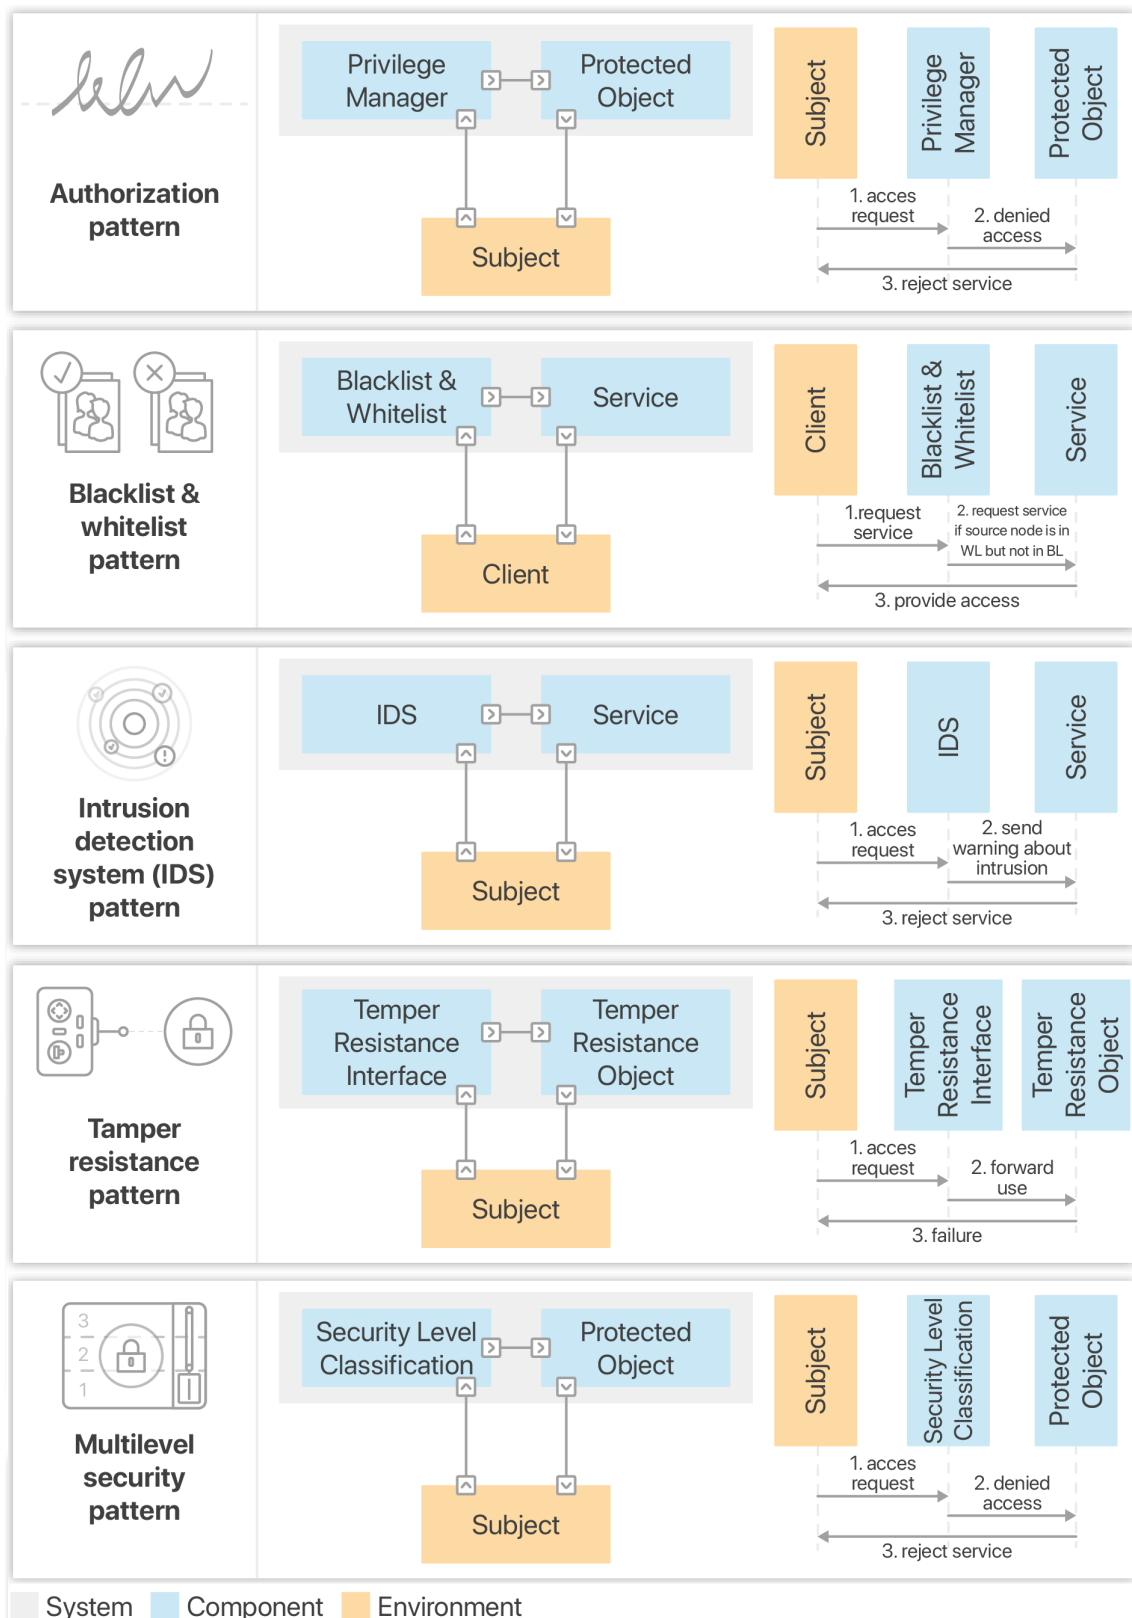 Authorization
pattern
Privilege
Manager
Protected
Object
Subject
Subject
Privilege
Manager
Protected
Object
1. acces
request
2. denied
access
3. reject service
Blacklist &
whitelist
pattern
Blacklist &
Whitelist
Service
Client
Client
Blacklist &
Whitelist
Service
1.request
service
2. request service
if source node is in
WL but not in BL
3. provide access
Intrusion
detection
system (IDS)
pattern
IDS
Service
Subject
Subject
IDS
Service
1. acces
request
2. send
warning about
intrusion
3. reject service
Tamper
resistance
pattern
Temper
Resistance
Interface
Temper
Resistance
Object
Subject
Subject
Temper
Resistance
Interface
Temper
Resistance
Object
1. acces
request
2. forward
use
3. failure
3
2
1
Multilevel
security
pattern
Security Level
Classification
Protected
Object
Subject
Subject
Security Level
Classification
Protected
Object
1. acces
request
2. denied
access
3. reject service
System
Component
Environment